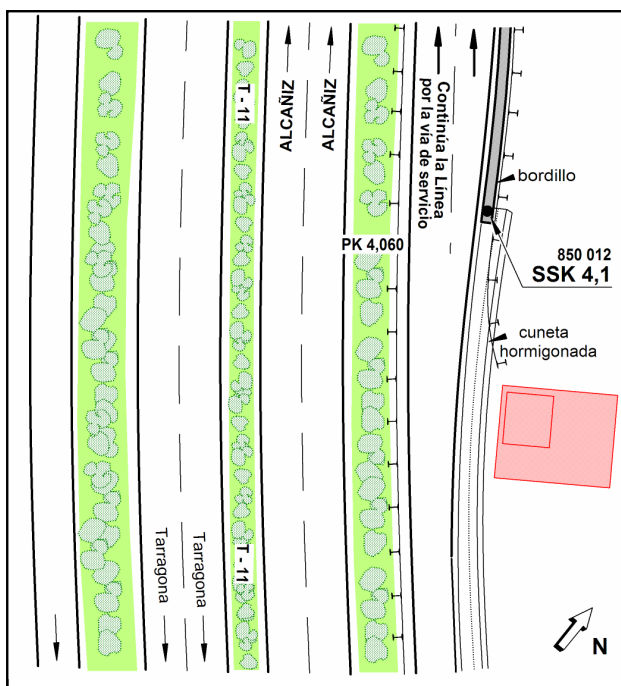 T - 11
ALCAÑIZ
ALCAÑIZ
Continúa la Línea
por la vía de servicio
bordillo
PK 4,060
850 012
SSK 4,1
cuneta
hormigonada
Tarragona
Tarragona
T - 11
N